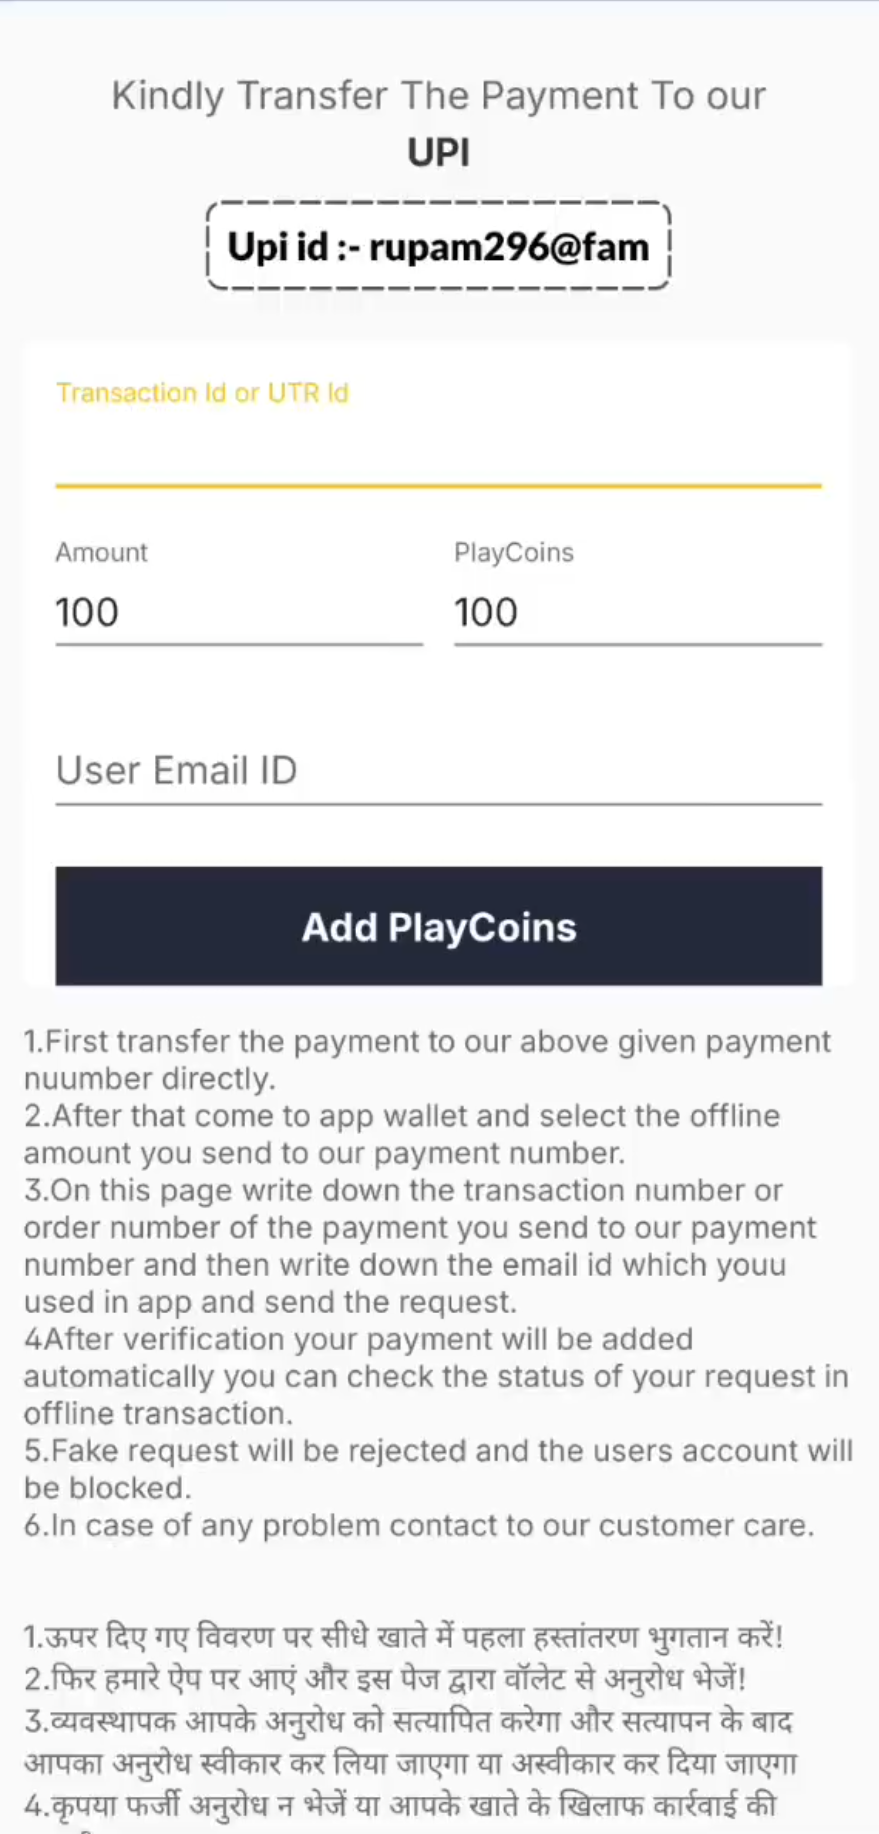 Kindly Transfer The Payment To our
UPI
Upi id :- rupam296@fam
Transaction Id or UTR Id
Amount PlayCoins
100 100
User Email ID
Add PlayCoins
1.First transfer the payment to our above given payment
nuumber directly.
2.After that come to app wallet and select the offline
amount you send to our payment number.
3.On this page write down the transaction number or
order number of the payment you send to our payment
number and then write down the email id which youu
used in app and send the request.
4After verification your payment will be added
automatically you can check the status of your request in
offline transaction.
5.Fake request will be rejected and the users account will
be blocked.
6.In case of any problem contact to our customer care.
1.ऊपर दिए गए विवरण पर सीधे खाते में पहला हस्तांतरण भुगतान करें!
2.फिर हमारे ऐप पर आएं और इस पेज द्वारा वॉलेट से अनुरोध भेजें!
3.व्यवस्थापक आपके अनुरोध को सत्यापित करेगा और सत्यापन के बाद
आपका अनुरोध स्वीकार कर लिया जाएगा या अस्वीकार कर दिया जाएगा
4.कृपया फर्जी अनुरोध न भेजें या आपके खाते के खिलाफ कार्रवाई की